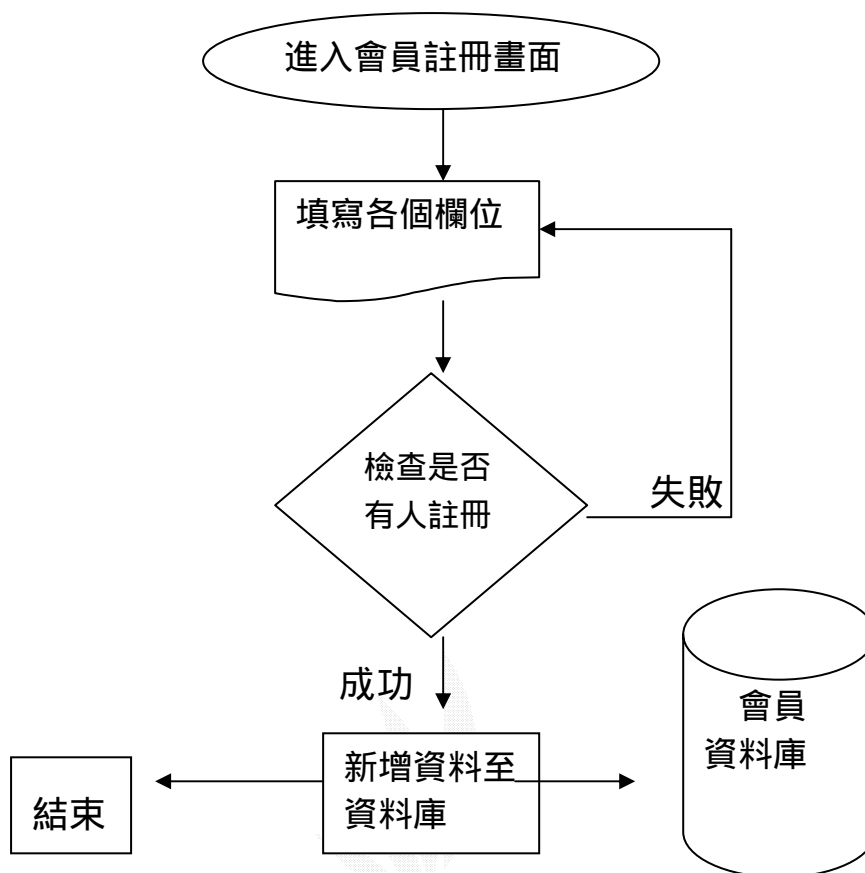 進入會員註冊畫面
填寫各個欄位
檢查是否
有人註冊
失敗
成功
會員
資料庫
新增資料至
資料庫
結束